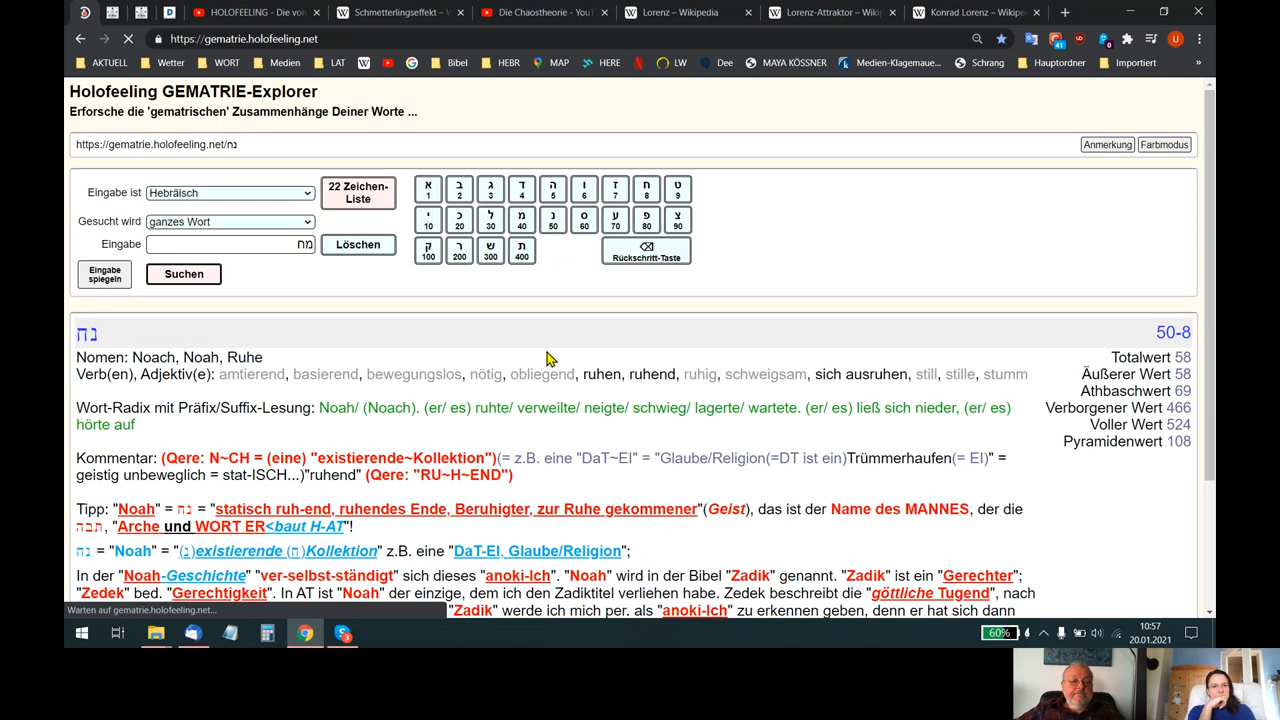 HOLOFEELING - Die von
Schmetterlingseffekt – W
Die Chaostheorie - YouT
Lorenz – Wikipedia
Lorenz-Attraktor – Wikip
Konrad Lorenz – Wikipe
https://gematrie.holofeeling.net
AKTUELL Wetter WORT Medien LAT Bibel HEBR MAP HERE LW Dee MAYA KÖSSNER Medien-Klagemaue... Schrang Hauptordner Importiert »
Holofeeling GEMATRIE-Explorer
Erforsche die 'gematrischen' Zusammenhänge Deiner Worte ...
https://gematrie.holofeeling.net/נח
Anmerkung Farbmodus
Eingabe ist Hebräisch
22 Zeichen-Liste
Gesucht wird ganzes Wort
Eingabe מח
Löschen
Eingabe spiegeln
Suchen
א ב ג ד ה ו ז ח ט
1 2 3 4 5 6 7 8 9
י כ ל מ נ ס ע פ צ
10 20 30 40 50 60 70 80 90
ק ר ש ת
100 200 300 400
Rückschritt-Taste
נח 50-8
Nomen: Noach, Noah, Ruhe
Verb(en), Adjektiv(e): amtierend, basierend, bewegungslos, nötig, obliegend, ruhen, ruhend, ruhig, schweigsam, sich ausruhen, still, stille, stumm
Totalwert 58
Äußerer Wert 58
Athbaschwert 69
Verborgener Wert 466
Voller Wert 524
Pyramidenwert 108
Wort-Radix mit Präfix/Suffix-Lesung: Noah/ (Noach). (er/ es) ruhte/ verweilte/ neigte/ schwieg/ lagerte/ wartete. (er/ es) ließ sich nieder, (er/ es)
hörte auf
Kommentar: (Qere: N~CH = (eine) "existierende~Kollektion")(= z.B. eine "DaT~EI" = "Glaube/Religion(=DT ist ein)Trümmerhaufen(= EI)" =
geistig unbeweglich = stat-ISCH...)"ruhend" (Qere: "RU~H~END")
Tipp: "Noah" = נח = "statisch ruh-end, ruhendes Ende, Beruhigter, zur Ruhe gekommener"(Geist), das ist der Name des MANNES, der die
תבה, "Arche und WORT ER<baut H-AT"!
נח = "Noah" = "(נ)existierende (ח)Kollektion" z.B. eine "DaT-EI, Glaube/Religion";
In der "Noah-Geschichte" "ver-selbst-ständigt" sich dieses "anoki-Ich". "Noah" wird in der Bibel "Zadik" genannt. "Zadik" ist ein "Gerechter";
"Zedek" bed. "Gerechtigkeit". In AT ist "Noah" der einzige, dem ich den Zadiktitel verliehen habe. Zedek beschreibt die "göttliche Tugend", nach
"Zadik" werde ich mich per. als "anoki-Ich" zu erkennen geben, denn er hat sich dann
Warten auf gematrie.holofeeling.net...
60%
10:57
20.01.2021